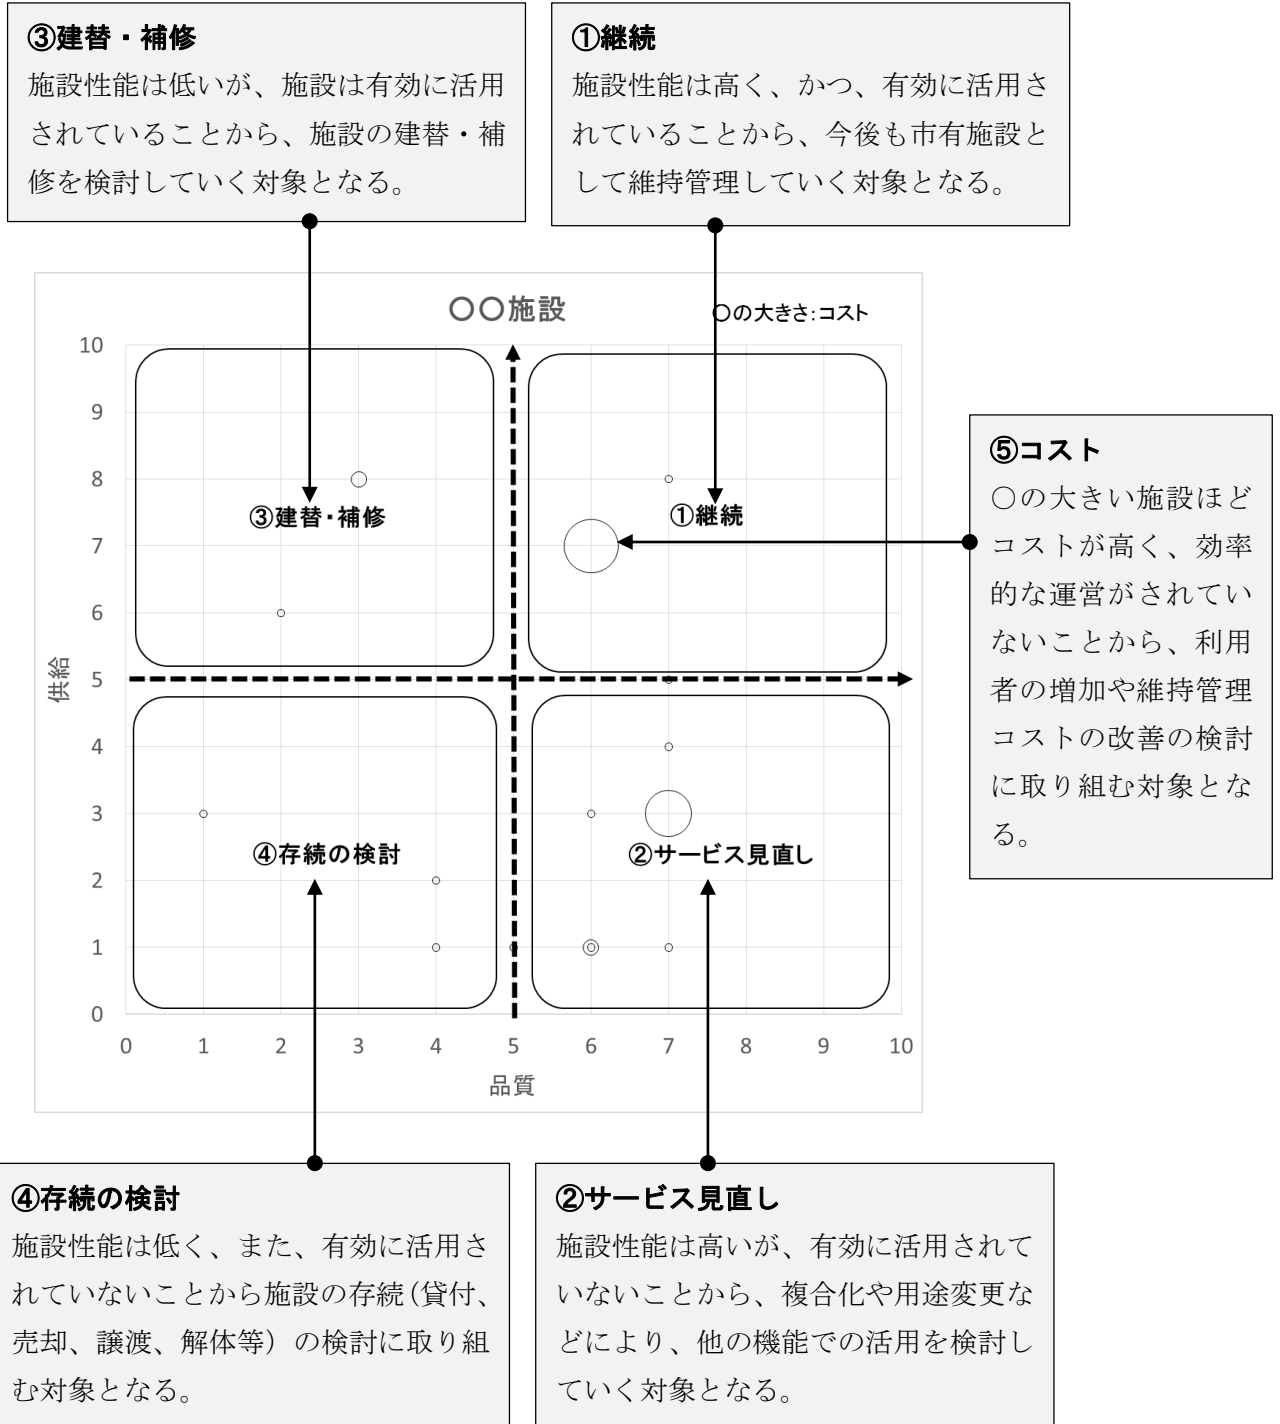 ③建替・補修
施設性能は低いが、施設は有効に活用
されていることから、施設の建替・補
修を検討していく対象となる。
①継続
施設性能は高く、かつ、有効に活用さ
れていることから、今後も市有施設と
して維持管理していく対象となる。
〇〇施設
〇の大きさ：コスト
10
9
8
7
6
5
4
3
2
1
0
供給
③建替・補修
①継続
④存続の検討
②サービス見直し
0 1 2 3 4 5 6 7 8 9 10
品質
⑤コスト
〇の大きい施設ほど
コストが高く、効率
的な運営がされてい
ないことから、利用
者の増加や維持管理
コストの改善の検討
に取り組む対象とな
る。
④存続の検討
施設性能は低く、また、有効に活用さ
れていないことから施設の存続（貸付、
売却、譲渡、解体等）の検討に取り組
む対象となる。
②サービス見直し
施設性能は高いが、有効に活用されて
いないことから、複合化や用途変更な
どにより、他の機能での活用を検討し
ていく対象となる。